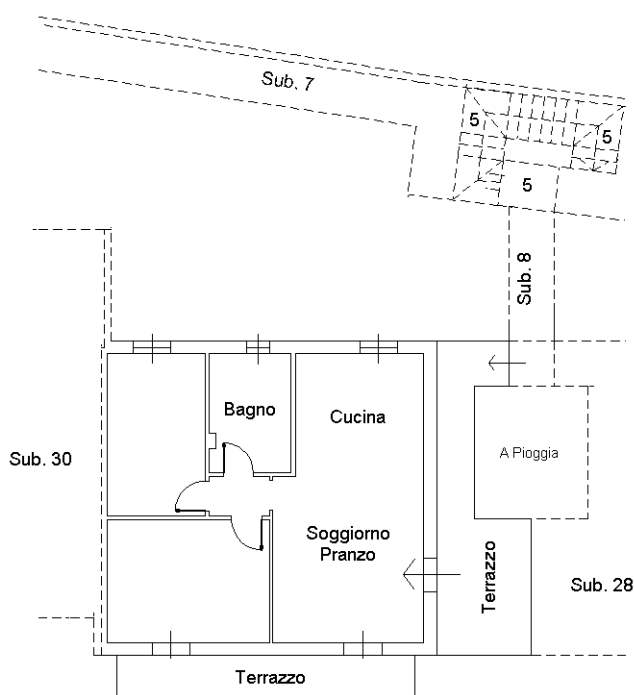 Sub. 7
5
5
5
Sub. 8
Bagno
Cucina
A Pioggia
Sub. 30
Soggiorno
Pranzo
Terrazzo
Sub. 28
Terrazzo